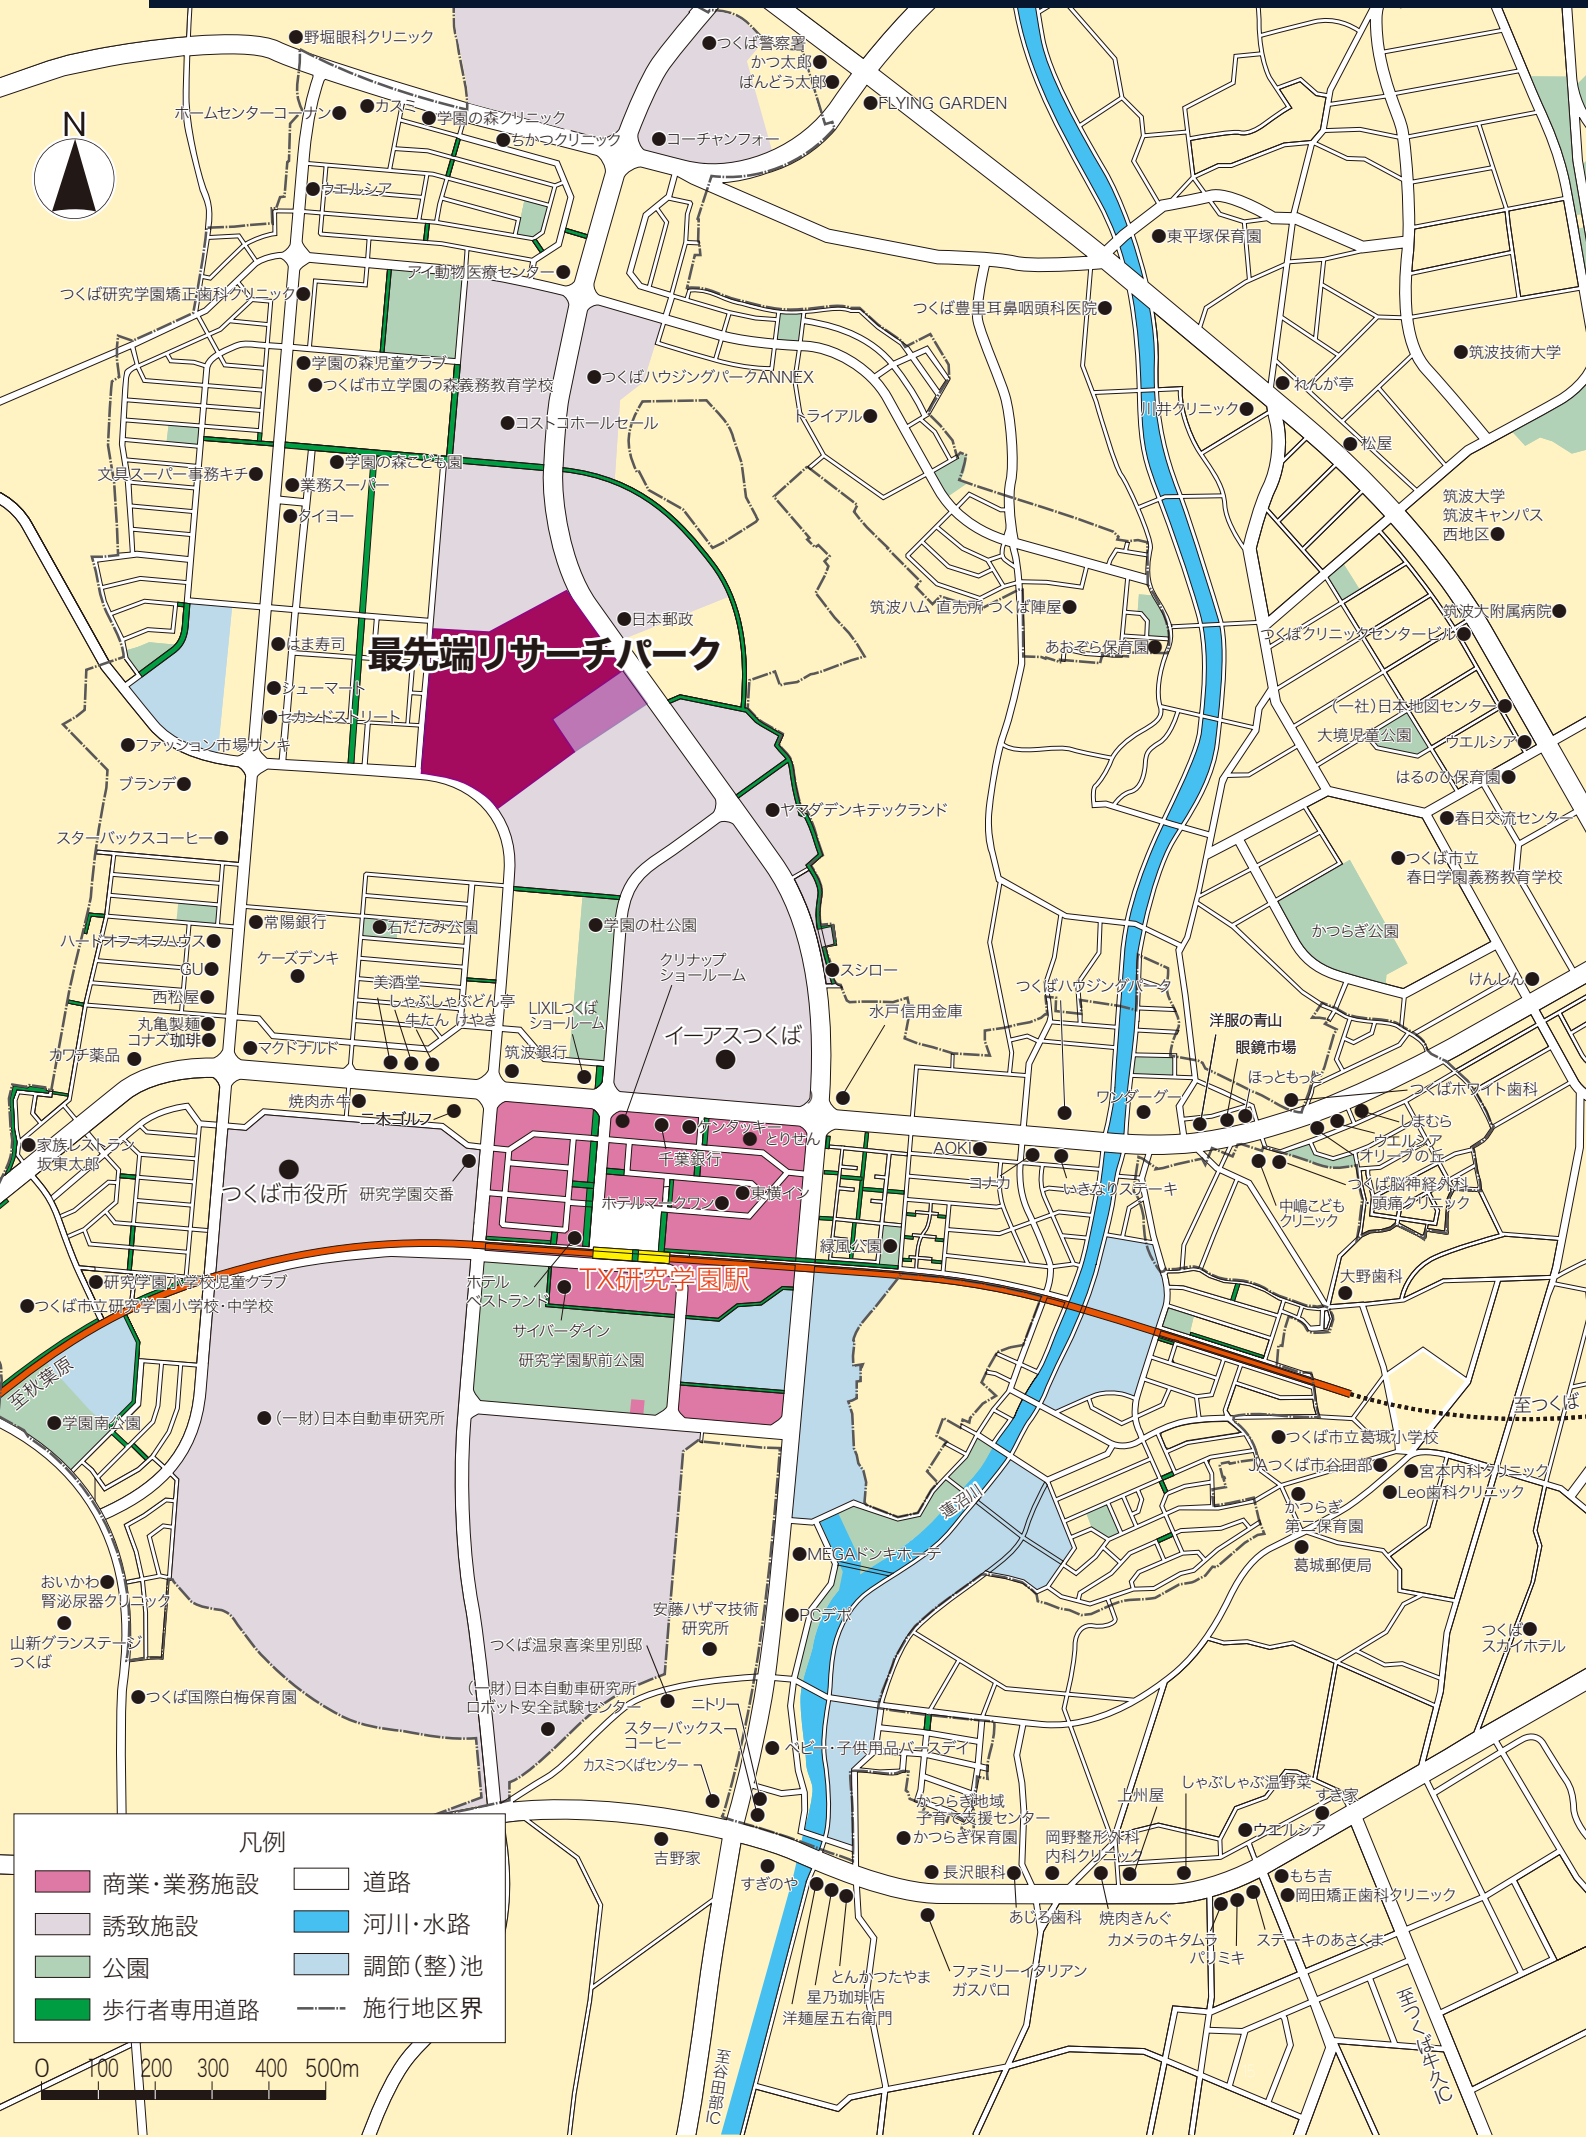 野堀眼科クリニック
つくば警察署
かつ太郎
ばんどう太郎
FLYING GARDEN
ホームセンターコーナン
カスミ
学園の森クリニック
ちかつクリニック
コーチャンフォー
N
ウエルシア
東平塚保育園
アイ動物医療センター
つくば研究学園矯正歯科クリニック
つくば豊里耳鼻咽頭科医院
学園の森児童クラブ
つくば市立学園の森義務教育学校
つくばハウジングパークANNEX
筑波技術大学
れんが亭
川井クリニック
トライアル
コストコホールセール
松屋
学園の森こども園
文具スーパー事務キチ
業務スーパー
ダイヨー
筑波大学
筑波キャンパス
西地区
日本郵政
筑波ハム 直売所 つくば陣屋
筑波大附属病院
つくばクリニックセンタービル
あおぞら保育園
はま寿司
最先端リサーチパーク
シューマート
セカンドストリート
(一社)日本地図センター
大境児童公園
ウエルシア
ファッション市場サンキ
ブランデ
はるのひ保育園
ヤマダデンキテックランド
春日交流センター
スターバックスコーヒー
つくば市立
春日学園義務教育学校
常陽銀行
石だたみ公園
学園の杜公園
かつらぎ公園
ハードオフ・オフハウス
ケーズデンキ
クリナップ
ショールーム
GU
スシロー
けんしん
西松屋
美酒堂
しゃぶしゃぶどん亭
牛たん けやき
LIXILつくば
ショールーム
つくばハウジングパーク
水戸信用金庫
丸亀製麺
コナズ珈琲
カワチ薬品
マクドナルド
筑波銀行
イーアスつくば
洋服の青山
眼鏡市場
ほっともっと
つくばホワイト歯科
焼肉赤牛
二木ゴルフ
ワンダーグー
しまむら
ウエルシア
オリーブの丘
ケンタッキー
とりせん
千葉銀行
AOKI
コナカ
いきなりステーキ
家族レストラン
坂東太郎
つくば市役所
研究学園交番
ホテルマークワン
東横イン
つくば脳神経外科
・頭痛クリニック
中嶋こども
クリニック
緑風公園
研究学園小学校児童クラブ
つくば市立研究学園小学校・中学校
ホテル
ベストランド
TX研究学園駅
大野歯科
サイバーダイン
研究学園駅前公園
至秋葉原
至つくば
学園南公園
(一財)日本自動車研究所
つくば市立葛城小学校
JAつくば市谷田部
宮本内科クリニック
Leo歯科クリニック
蓮沼川
かつらぎ
第二保育園
葛城郵便局
MEGAドンキホーテ
おいかわ
腎泌尿器クリニック
安藤ハザマ技術
研究所
PCデポ
山新グランステージ
つくば
つくば温泉喜楽里別邸
つくば
スカイホテル
つくば国際白梅保育園
(一財)日本自動車研究所
ロボット安全試験センター
ニトリ
スターバックス
コーヒー
カスミつくばセンター
ベビー・子供用品バースデイ
かつらぎ地域
子育て支援センター
かつらぎ保育園
上州屋
しゃぶしゃぶ温野菜
すき家
ウエルシア
岡野整形外科
内科クリニック
吉野家
すぎのや
長沢眼科
もち吉
岡田矯正歯科クリニック
あじろ歯科
焼肉きんぐ
カメラのキタムラ
パリミキ
ステーキのあさくま
とんかつたやま
星乃珈琲店
洋麺屋五右衛門
ファミリーイタリアン
ガスパロ
凡例
商業・業務施設
道路
誘致施設
河川・水路
公園
調節(整)池
歩行者専用道路
施行地区界
0 100 200 300 400 500m
至谷田部IC
至つくば牛久IC